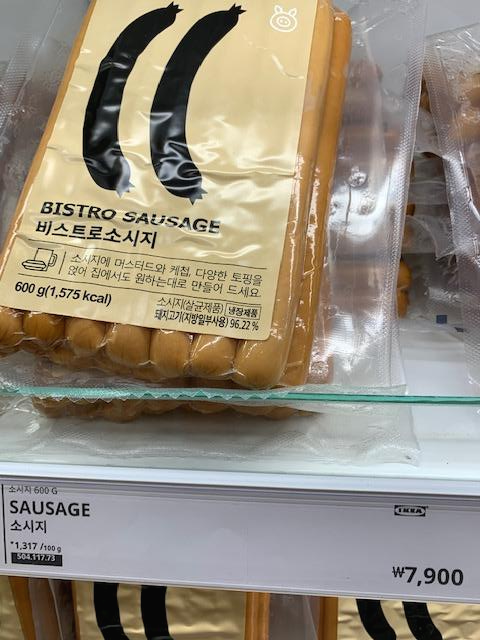 BISTRO SAUSAGE
비스트로소시지
소시지에 머스터드와 케첩, 다양한 토핑을
얹어 집에서도 원하는대로 만들어 드세요.
600 g(1,575 kcal)
소시지(살균제품) 냉장제품
돼지고기(지방일부사용) 96.22 %
소시지 600 G
SAUSAGE
소시지
*1,317 /100 g
504.117.73
IKEA
₩7,900